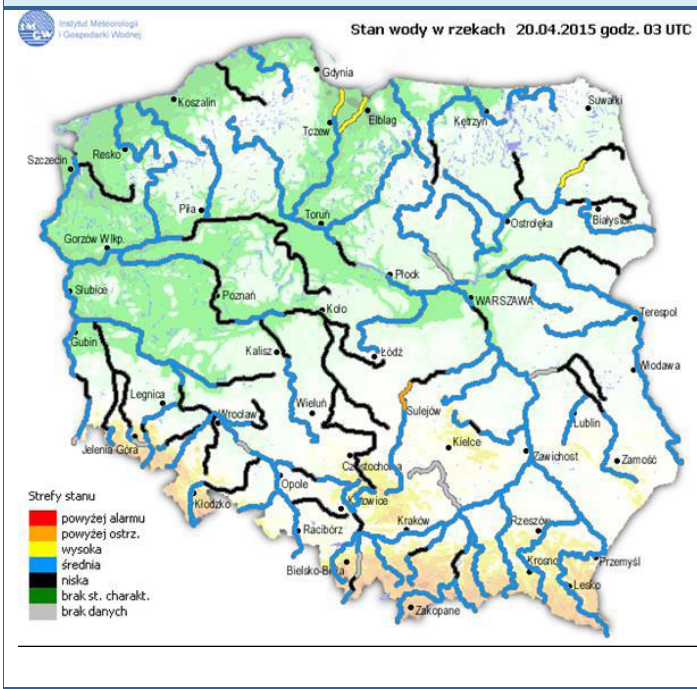 Instytut Meteorologii
i Gospodarki Wodnej
Stan wody w rzekach 20.04.2015 godz. 03 UTC
Gdynia
Koszalin
Suwałki
Tczew
Elbląg
Kętrzyn
Resko
Szczecin
Piła
Toruń
Ostrołęka
Białystok
Gorzów Wlkp.
Płock
Słubice
Poznań
WARSZAWA
Koło
Terespol
Gubin
Kalisz
Łódź
Włodawa
Legnica
Wrocław
Wieluń
Sulejów
Lublin
Jelenia Góra
Kielce
Zawichost
Zamość
Częstochowa
Opole
Kłodzko
Katowice
Racibórz
Kraków
Rzeszów
Bielsko-Biała
Krosno
Przemyśl
Lesko
Zakopane
Strefy stanu
powyżej alarmu
powyżej ostrz.
wysoka
średnia
niska
brak st. charakt.
brak danych